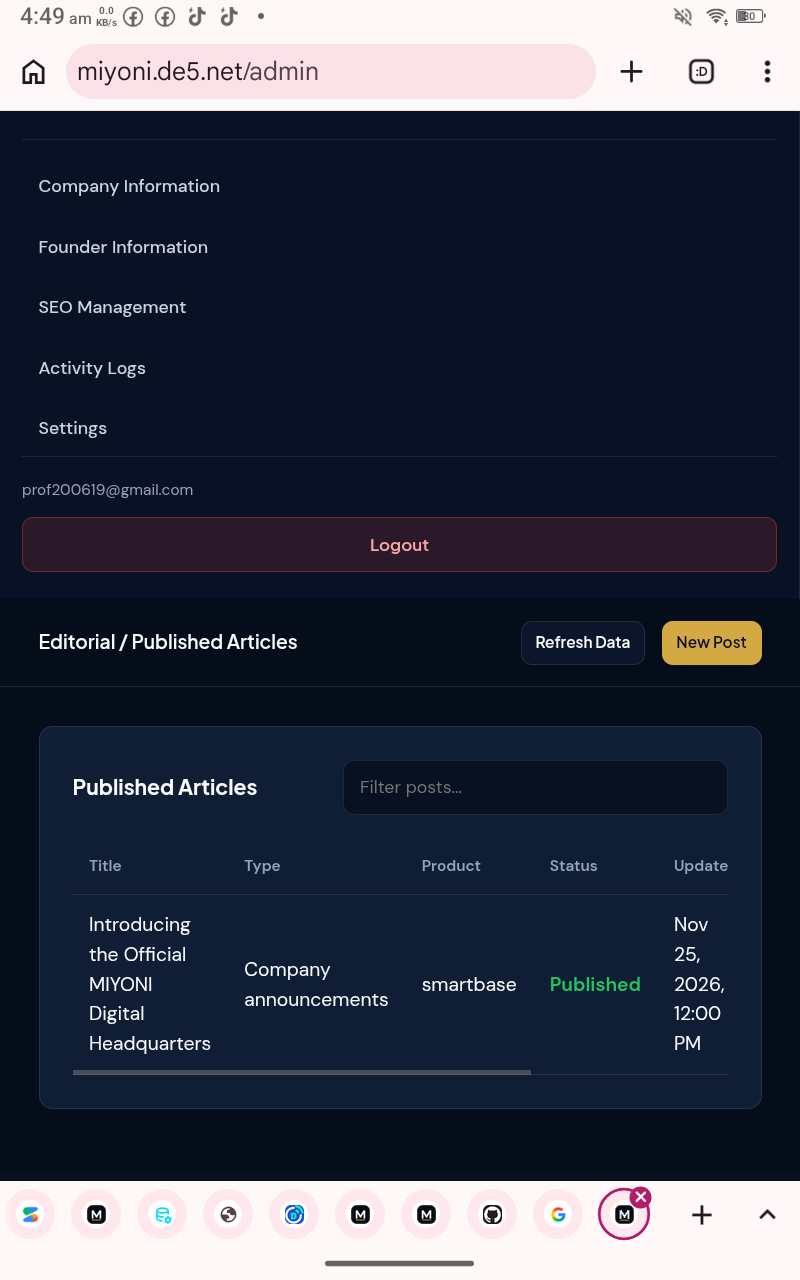 4:49 am 0.0 KB/s 30
miyoni.de5.net/admin :D
Company Information
Founder Information
SEO Management
Activity Logs
Settings
prof200619@gmail.com
Logout
Editorial / Published Articles Refresh Data New Post
Published Articles Filter posts...
Title Type Product Status Update
Introducing
the Official
MIYONI
Digital
Headquarters
Company
announcements
smartbase
Published
Nov
25,
2026,
12:00
PM
M M M G M